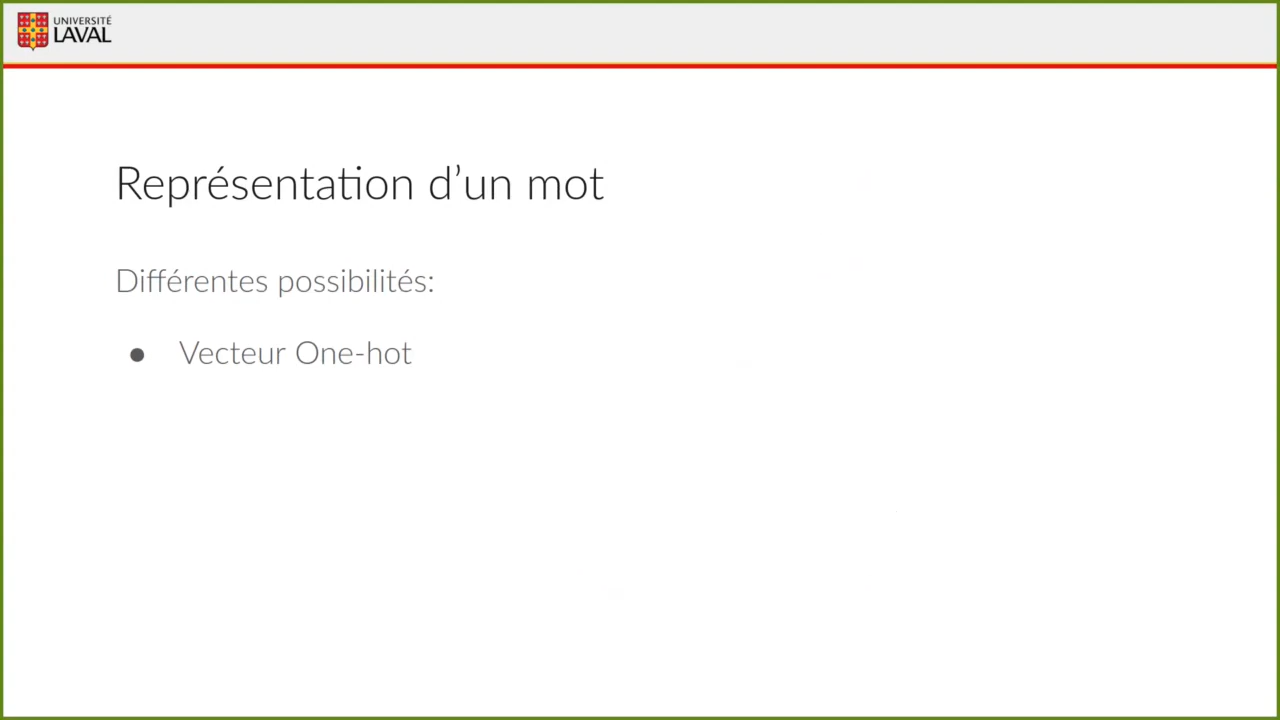 UNIVERSITÉ
LAVAL
Représentation d’un mot
Différentes possibilités:
● Vecteur One-hot